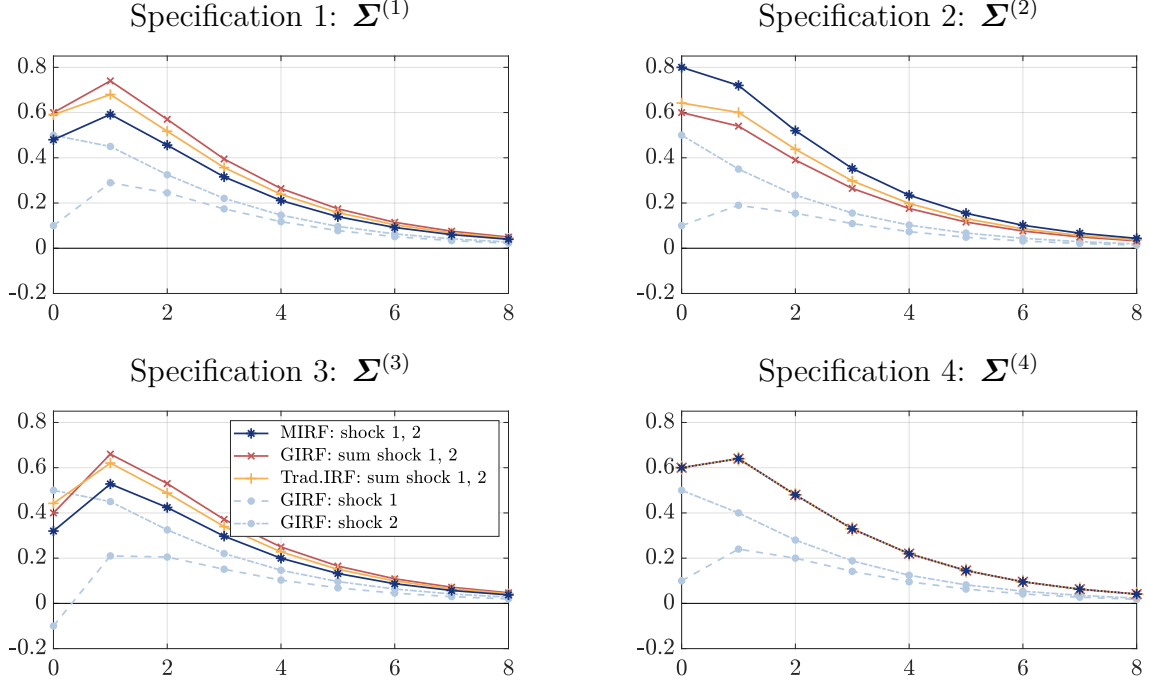 Specification 1: Σ(1)
0.8
0.6
0.4
0.2
0
-0.2
0 2 4 6 8
Specification 2: Σ(2)
0.8
0.6
0.4
0.2
0
-0.2
0 2 4 6 8
Specification 3: Σ(3)
0.8
0.6
0.4
0.2
0
-0.2
0 2 4 6 8
MIRF: shock 1, 2
GIRF: sum shock 1, 2
Trad.IRF: sum shock 1, 2
GIRF: shock 1
GIRF: shock 2
Specification 4: Σ(4)
0.8
0.6
0.4
0.2
0
-0.2
0 2 4 6 8